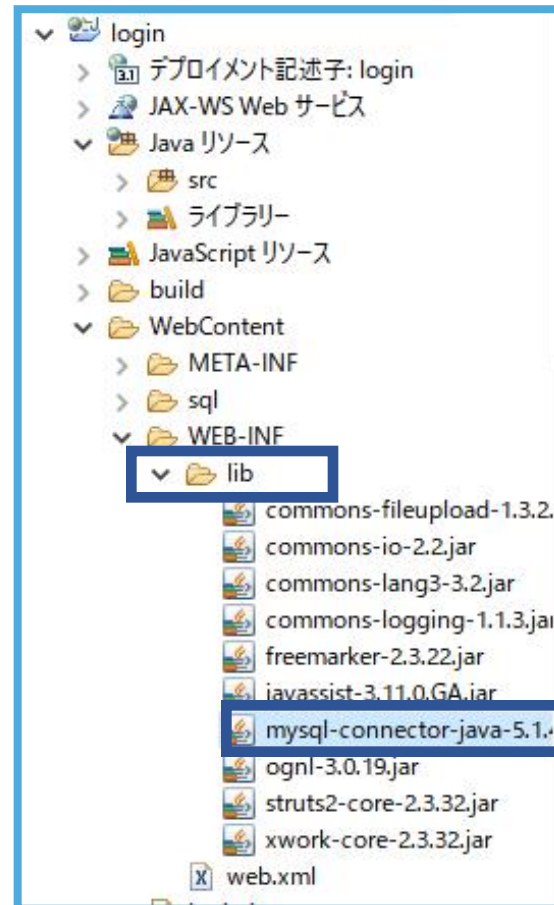 login
デプロイメント記述子: login
JAX-WS Web サービス
Java リソース
src
ライブラリー
JavaScript リソース
build
WebContent
META-INF
sql
WEB-INF
lib
commons-fileupload-1.3.2.
commons-io-2.2.jar
commons-lang3-3.2.jar
commons-logging-1.1.3.jar
freemarker-2.3.22.jar
javassist-3.11.0.GA.jar
mysql-connector-java-5.1.4
ognl-3.0.19.jar
struts2-core-2.3.32.jar
xwork-core-2.3.32.jar
web.xml